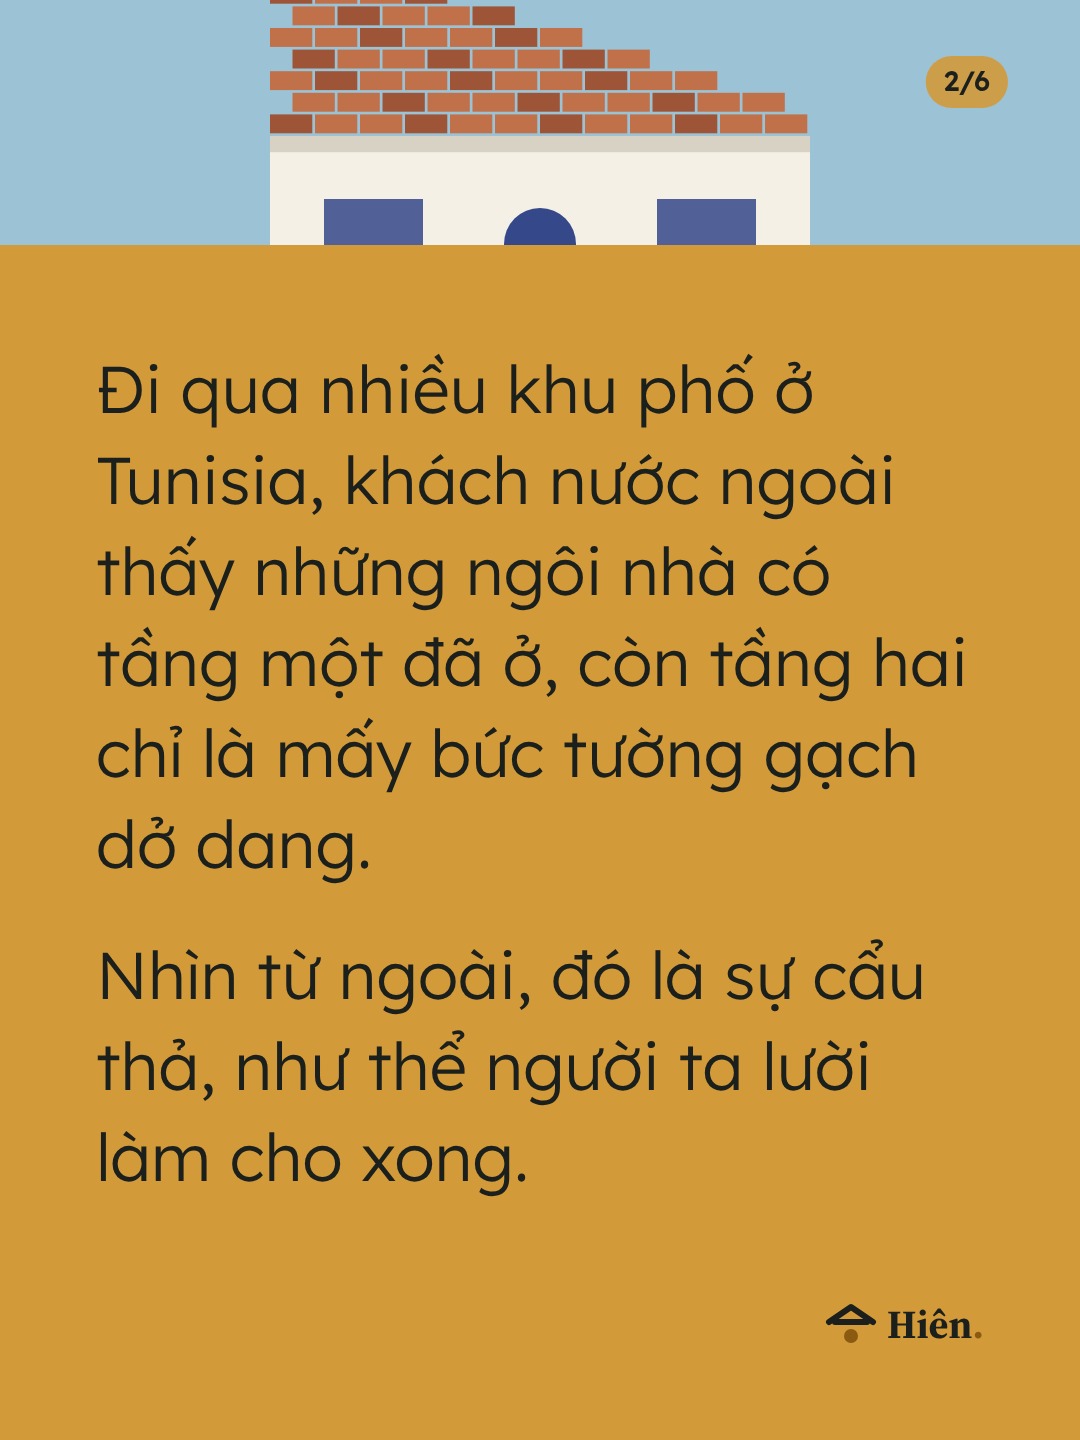 2/6
Đi qua nhiều khu phố ở
Tunisia, khách nước ngoài
thấy những ngôi nhà có
tầng một đã ở, còn tầng hai
chỉ là mấy bức tường gạch
dở dang.
Nhìn từ ngoài, đó là sự cẩu
thả, như thể người ta lười
làm cho xong.
Hiên.